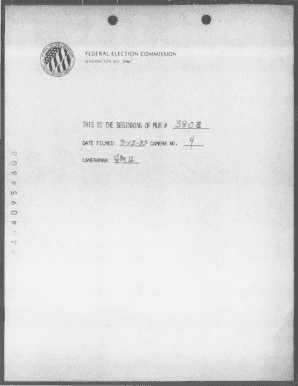 FEDERAL ELECTION COMMISSION
WASHINGTON, D.C. 20463
THIS IS THE BEGINNING OF MUR # 3808
DATE FILMED 9-13-93 CAMERA NO. 4
CAMERAMAN